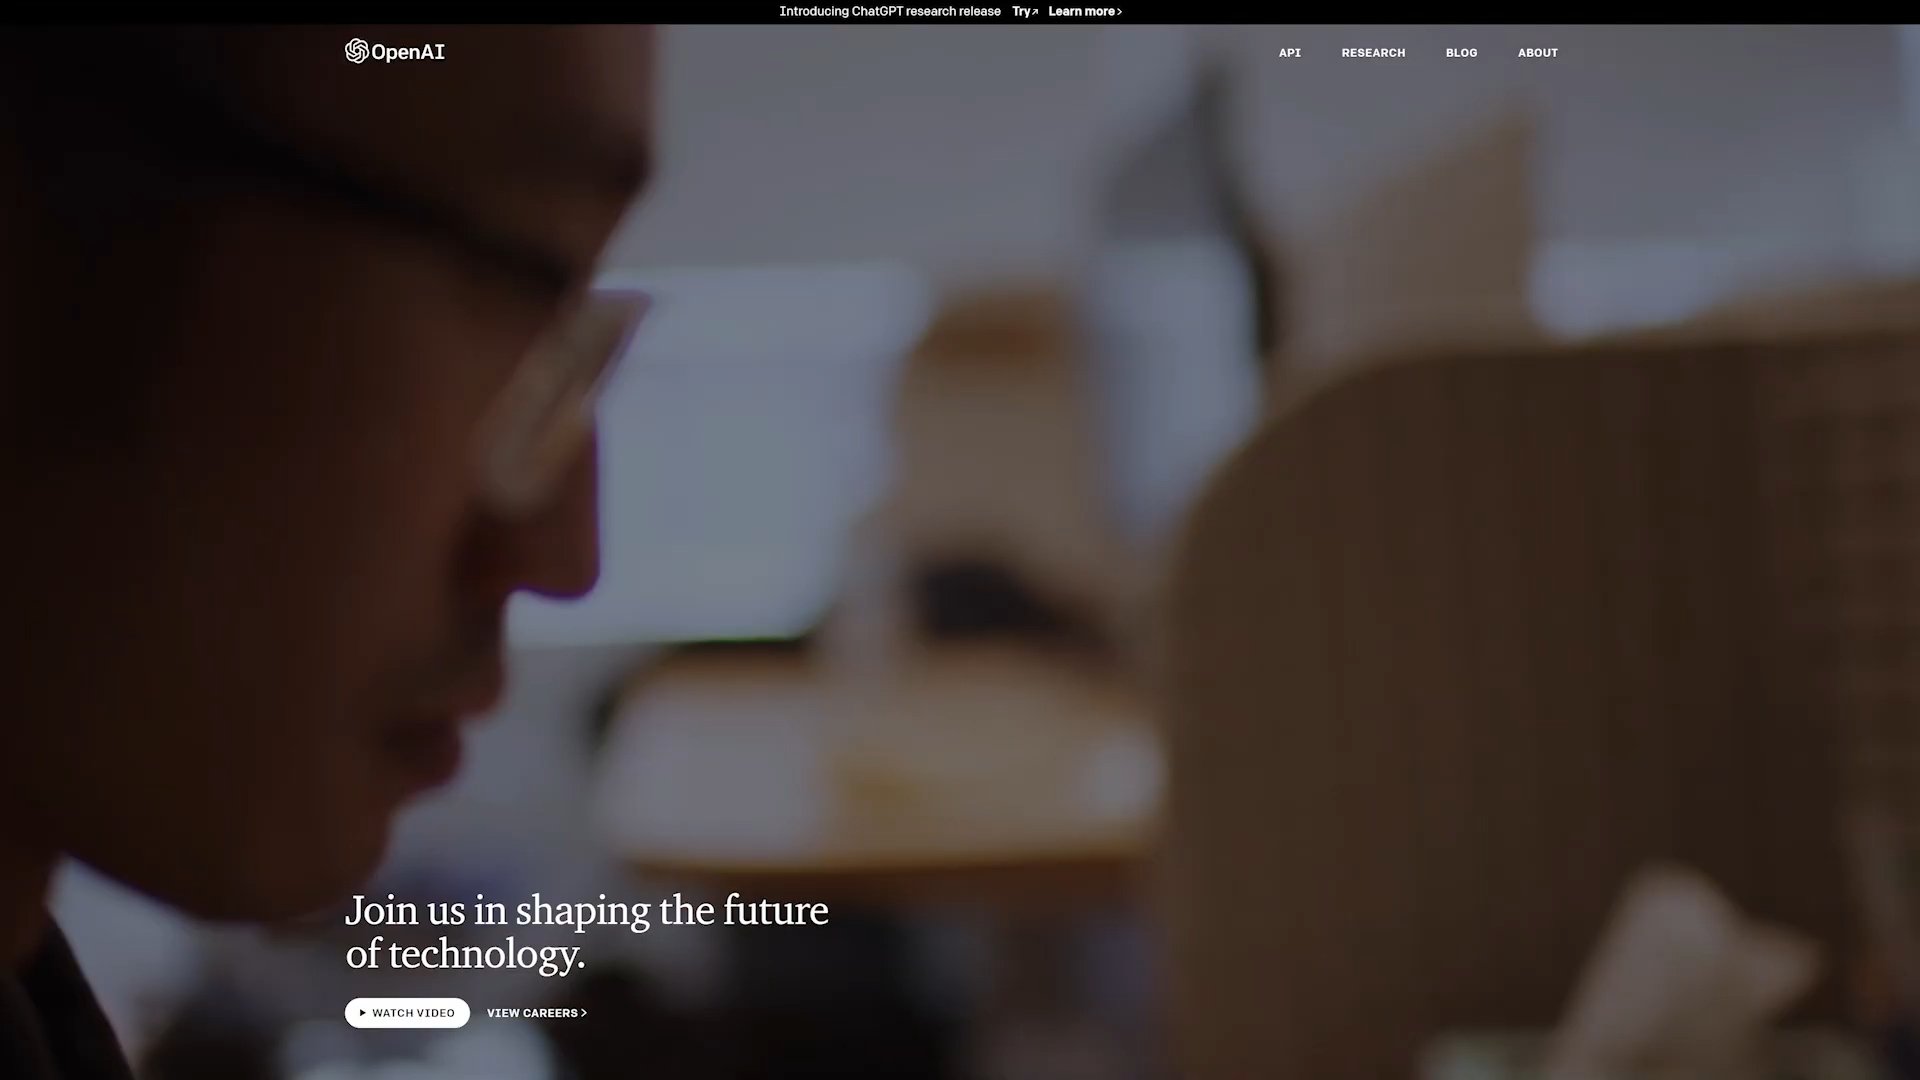 Introducing ChatGPT research release Try↗ Learn more›
OpenAI API RESEARCH BLOG ABOUT
Join us in shaping the future
of technology.
WATCH VIDEO VIEW CAREERS ›